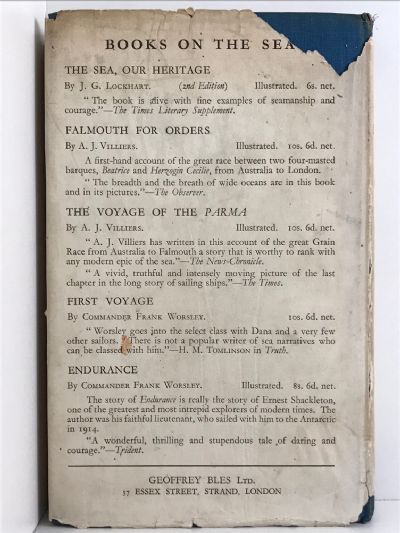 BOOKS ON THE SEA
THE SEA, OUR HERITAGE
By J. G. Lockhart. (2nd Edition) Illustrated. 6s. net.
"The book is alive with fine examples of seamanship and
courage."—The Times Literary Supplement.
FALMOUTH FOR ORDERS
By A. J. Villiers. Illustrated. 10s. 6d. net.
A first-hand account of the great race between two four-masted
barques, Beatrice and Herzogin Cecilie, from Australia to London.
"The breadth and the breath of wide oceans are in this book
and in its pictures."—The Observer.
THE VOYAGE OF THE PARMA
By A. J. Villiers. Illustrated. 10s. 6d. net.
"A. J. Villiers has written in this account of the great Grain
Race from Australia to Falmouth a story that is worthy to rank with
any modern epic of the sea."—The News-Chronicle.
"A vivid, truthful and intensely moving picture of the last
chapter in the long story of sailing ships."—The Times.
FIRST VOYAGE
By Commander Frank Worsley. 10s. 6d. net.
"Worsley goes into the select class with Dana and a very few
other sailors. There is not a popular writer of sea narratives who
can be classed with him."—H. M. Tomlinson in Truth.
ENDURANCE
By Commander Frank Worsley. Illustrated. 8s. 6d. net.
The story of Endurance is really the story of Ernest Shackleton,
one of the greatest and most intrepid explorers of modern times. The
author was his faithful lieutenant, who sailed with him to the Antarctic
in 1914.
"A wonderful, thrilling and stupendous tale of daring and
courage."—Trident.
GEOFFREY BLES Ltd.
37 ESSEX STREET, STRAND, LONDON